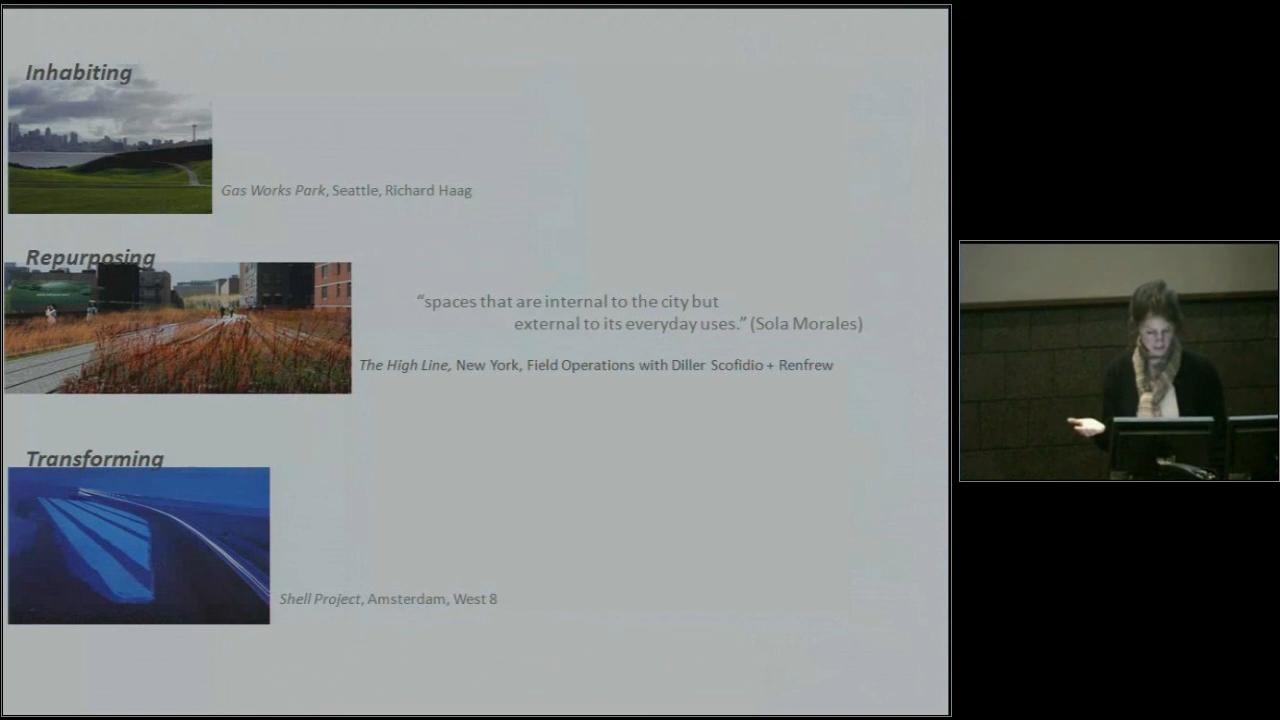 Inhabiting
Gas Works Park, Seattle, Richard Haag
Repurposing
“spaces that are internal to the city but
external to its everyday uses.” (Sola Morales)
The High Line, New York, Field Operations with Diller Scofidio + Renfrew
Transforming
Shell Project, Amsterdam, West 8